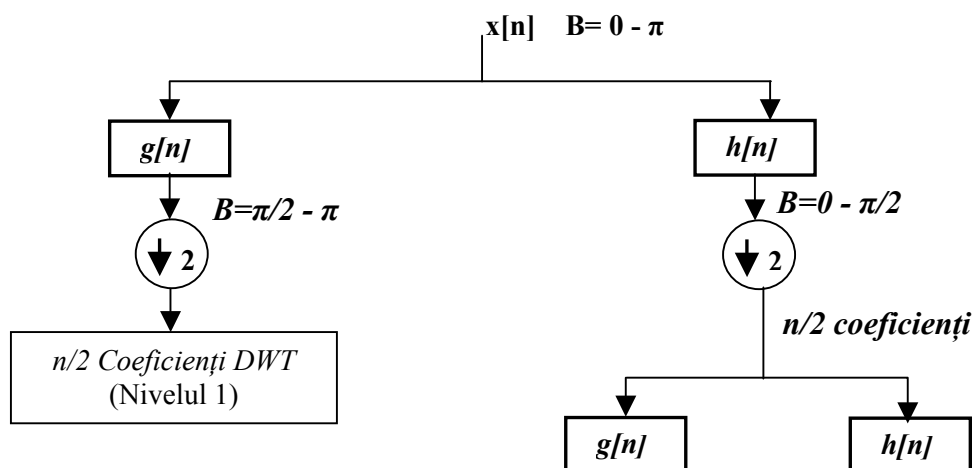 x[n] B= 0 - π
g[n]
h[n]
B=π/2 - π
B=0 - π/2
2
2
n/2 coeficienți
n/2 Coeficienți DWT
(Nivelul 1)
g[n]
h[n]